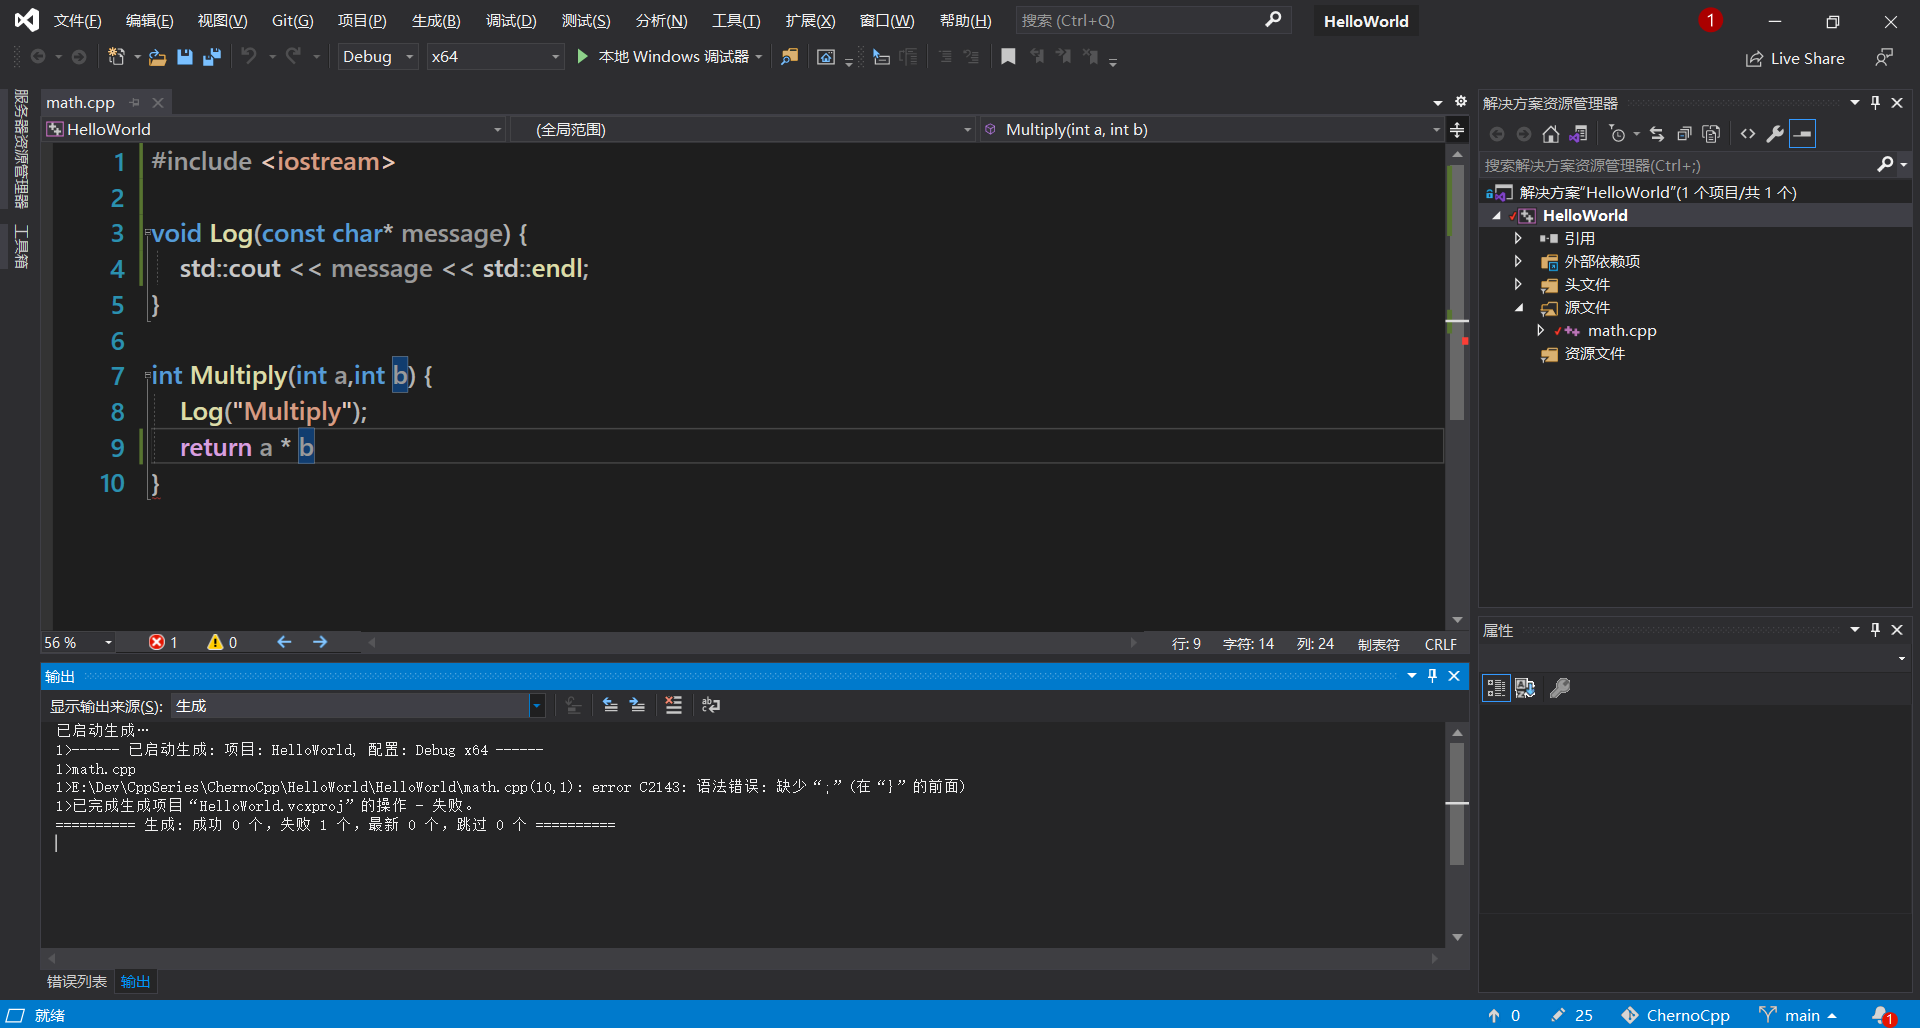 文件(F) 编辑(E) 视图(V) Git(G) 项目(P) 生成(B) 调试(D) 测试(S) 分析(N) 工具(T) 扩展(X) 窗口(W) 帮助(H) 搜索 (Ctrl+Q) HelloWorld 1
Debug x64 本地 Windows 调试器 Live Share
服务器资源管理器
工具箱
math.cpp
HelloWorld (全局范围) Multiply(int a, int b)
1 #include <iostream>
2
3 void Log(const char* message) {
4 std::cout << message << std::endl;
5 }
6
7 int Multiply(int a,int b) {
8 Log("Multiply");
9 return a * b
10 }
56 % 1 0 行: 9 字符: 14 列: 24 制表符 CRLF
输出
显示输出来源(S): 生成
已启动生成…
1>------ 已启动生成: 项目: HelloWorld, 配置: Debug x64 ------
1>math.cpp
1>E:\Dev\CppSeries\ChernoCpp\HelloWorld\HelloWorld\math.cpp(10,1): error C2143: 语法错误: 缺少“;”(在“}”的前面)
1>已完成生成项目“HelloWorld.vcxproj”的操作 - 失败。
========== 生成: 成功 0 个，失败 1 个，最新 0 个，跳过 0 个 ==========
错误列表 输出
解决方案资源管理器
搜索解决方案资源管理器(Ctrl+;)
解决方案"HelloWorld"(1 个项目/共 1 个)
HelloWorld
引用
外部依赖项
头文件
源文件
math.cpp
资源文件
属性
就绪 0 25 ChernoCpp main 1